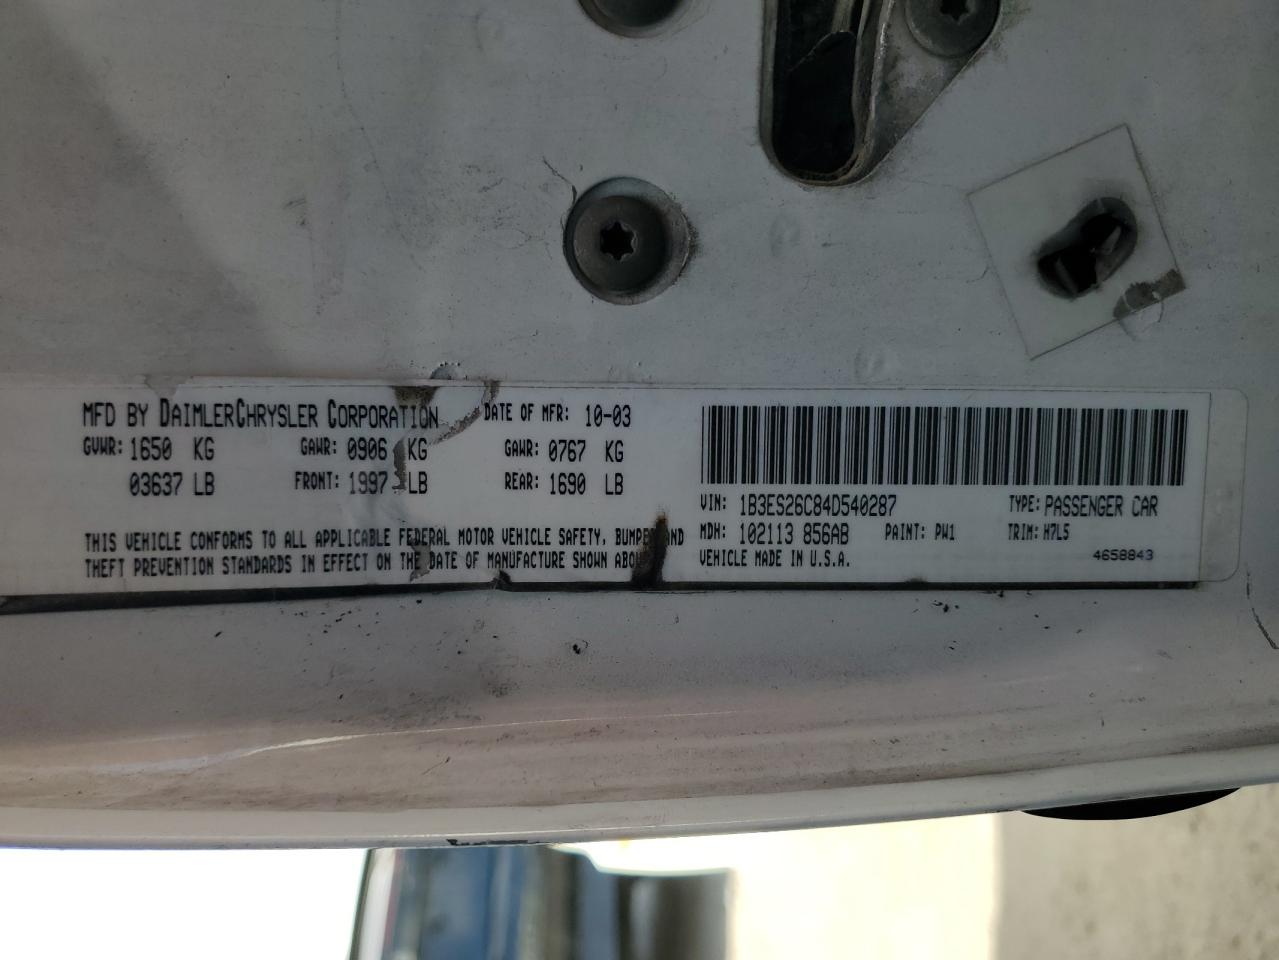 MFD BY DAIMLERCHRYSLER CORPORATION DATE OF MFR: 10-03
GVWR: 1650 KG GAWR: 0906 KG GAWR: 0767 KG
03637 LB FRONT: 1997 LB REAR: 1690 LB
THIS VEHICLE CONFORMS TO ALL APPLICABLE FEDERAL MOTOR VEHICLE SAFETY, BUMPER AND
THEFT PREVENTION STANDARDS IN EFFECT ON THE DATE OF MANUFACTURE SHOWN ABOVE
VIN: 1B3ES26C84D540287 TYPE: PASSENGER CAR
MDH: 102113 856AB PAINT: PW1 TRIM: H7L5
VEHICLE MADE IN U.S.A. 4658843